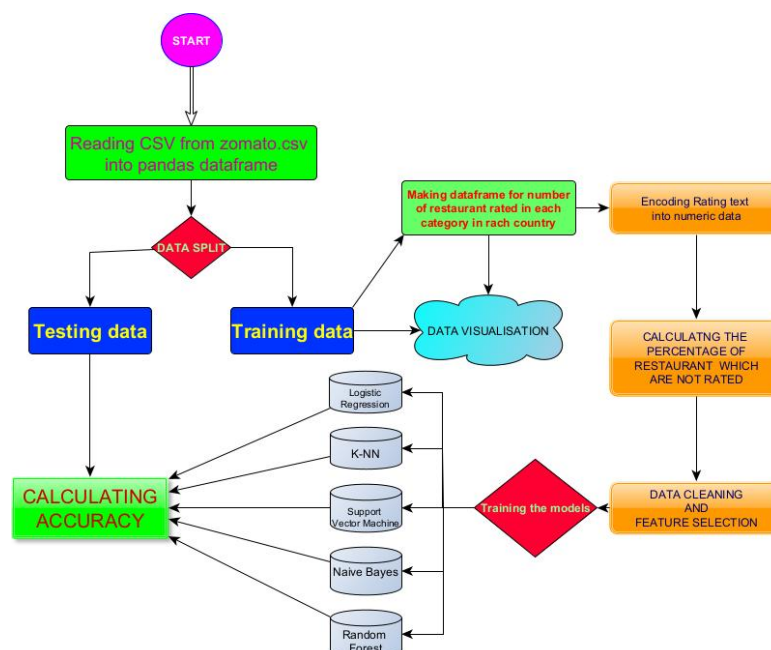 START
Reading CSV from zomato.csv
into pandas dataframe
DATA SPLIT
Testing data
Training data
Making dataframe for number
of restaurant rated in each
category in rach country
Encoding Rating text
into numeric data
DATA VISUALISATION
CALCULATNG THE
PERCENTAGE OF
RESTAURANT WHICH
ARE NOT RATED
DATA CLEANING
AND
FEATURE SELECTION
Training the models
Logistic
Regression
K-NN
Support
Vector Machine
Naive Bayes
Random
Forest
CALCULATING
ACCURACY